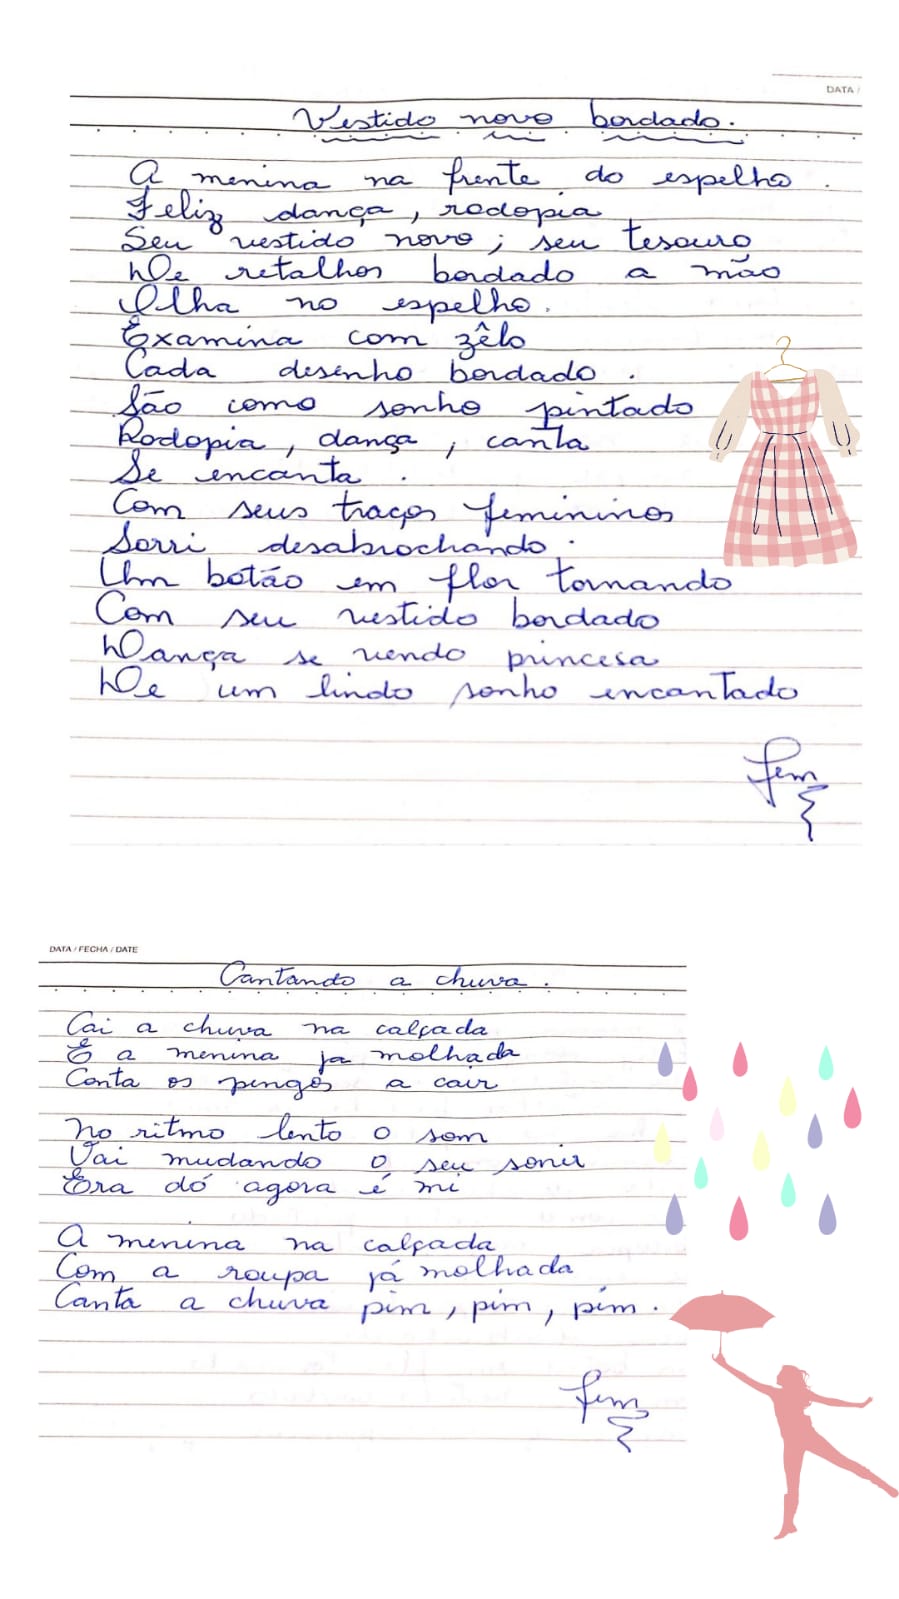 DATA /
Vestido novo bordado.
A menina na frente do espelho.
Feliz dança, rodopia
Seu vestido novo; seu tesouro
De retalhos bordado a mão
Olha no espelho.
Examina com zêlo
Cada desenho bordado.
São como sonho pintado
Rodopia, dança, canta
Se encanta.
Com seus traços femininos
Sorri desabrochando.
Um botão em flor tornando
Com seu vestido bordado
Dança se vendo princesa
De um lindo sonho encantado
DATA / FECHA / DATE
Cantando a chuva.
Cai a chuva na calçada
E a menina ja molhada
Conta os pingos a cair
No ritmo lento o som
Vai mudando o seu sorrir
Era dó agora é mi
A menina na calçada
Com a roupa já molhada
Canta a chuva pim, pim, pim.